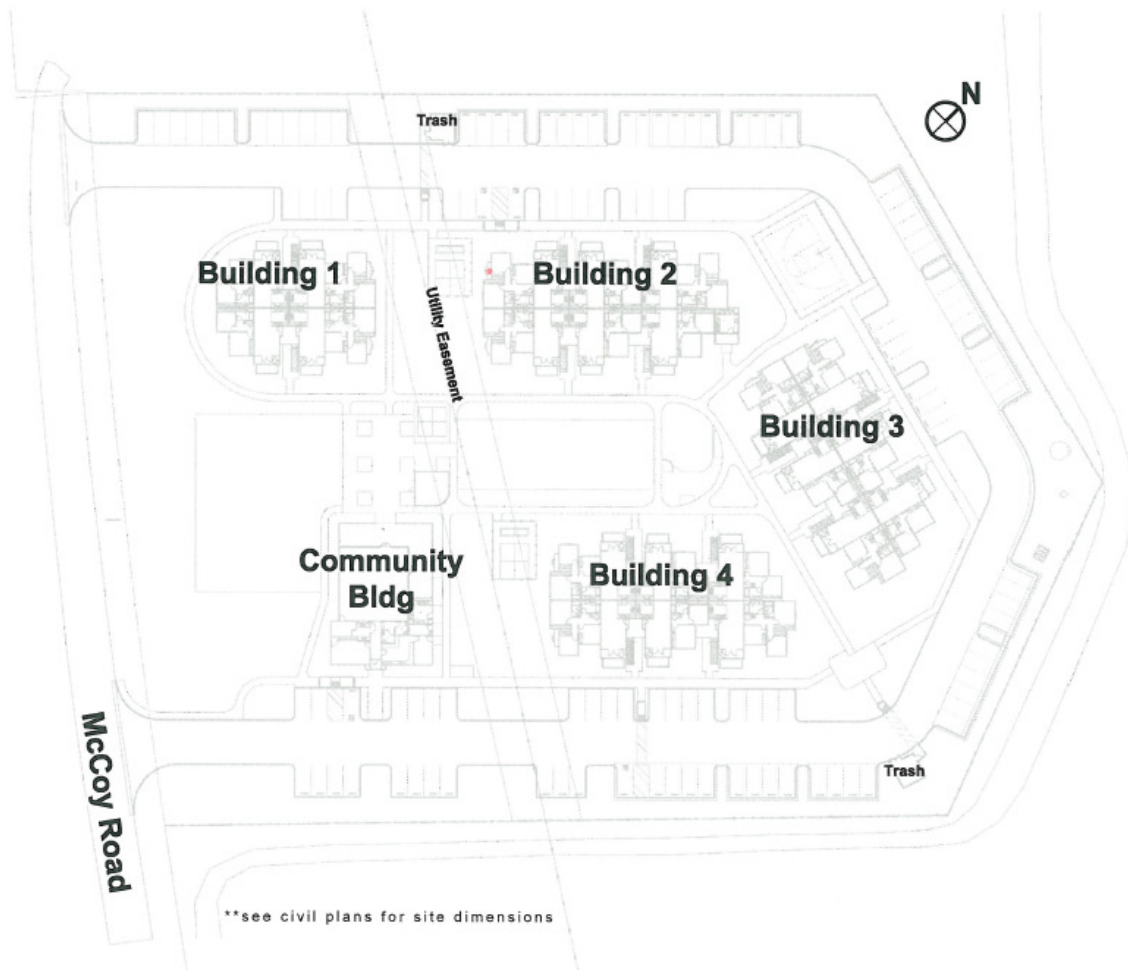 N
Trash
Building 1
Building 2
Utility Easement
Building 3
Community
Bldg
Building 4
McCoy Road
Trash
**see civil plans for site dimensions